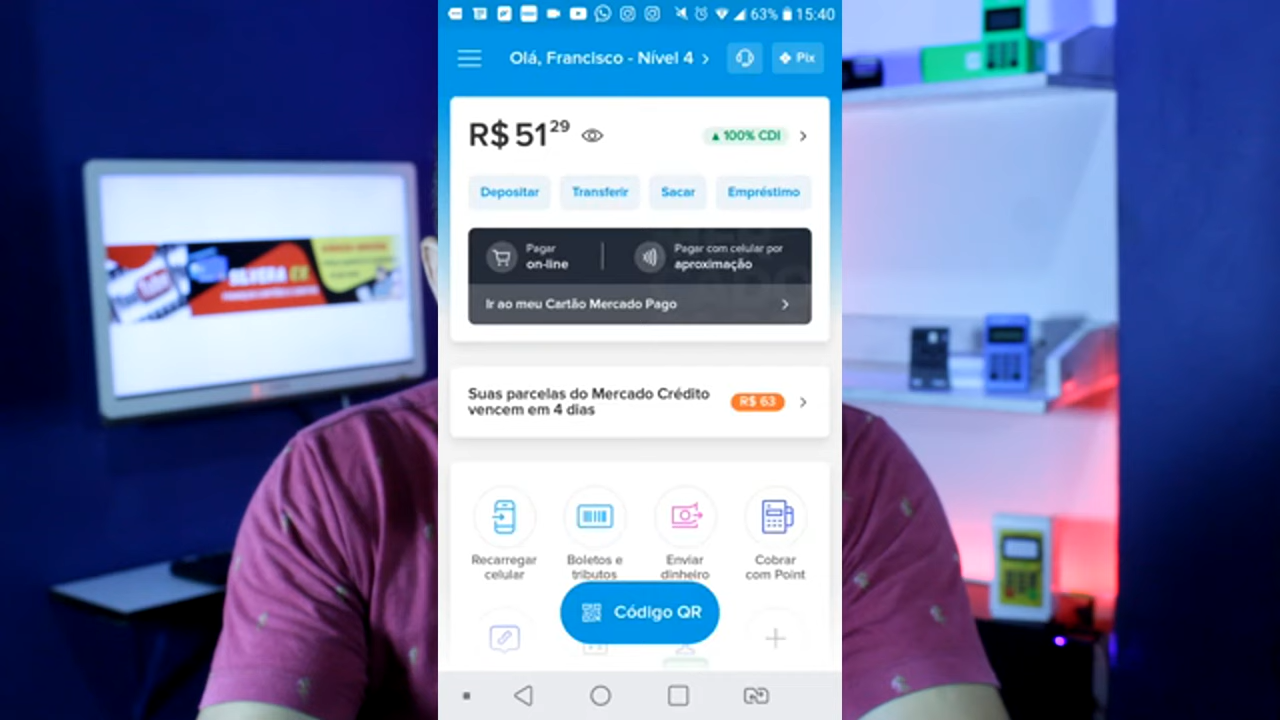 63% 15:40
Olá, Francisco - Nível 4
Pix
R$ 51 29
100% CDI
Depositar Transferir Sacar Empréstimo
Pagar
on-line
Pagar com celular por
aproximação
Ir ao meu Cartão Mercado Pago
Suas parcelas do Mercado Crédito
vencem em 4 dias
R$ 63
Recarregar
celular
Boletos e
tributos
Enviar
dinheiro
Cobrar
com Point
Código QR